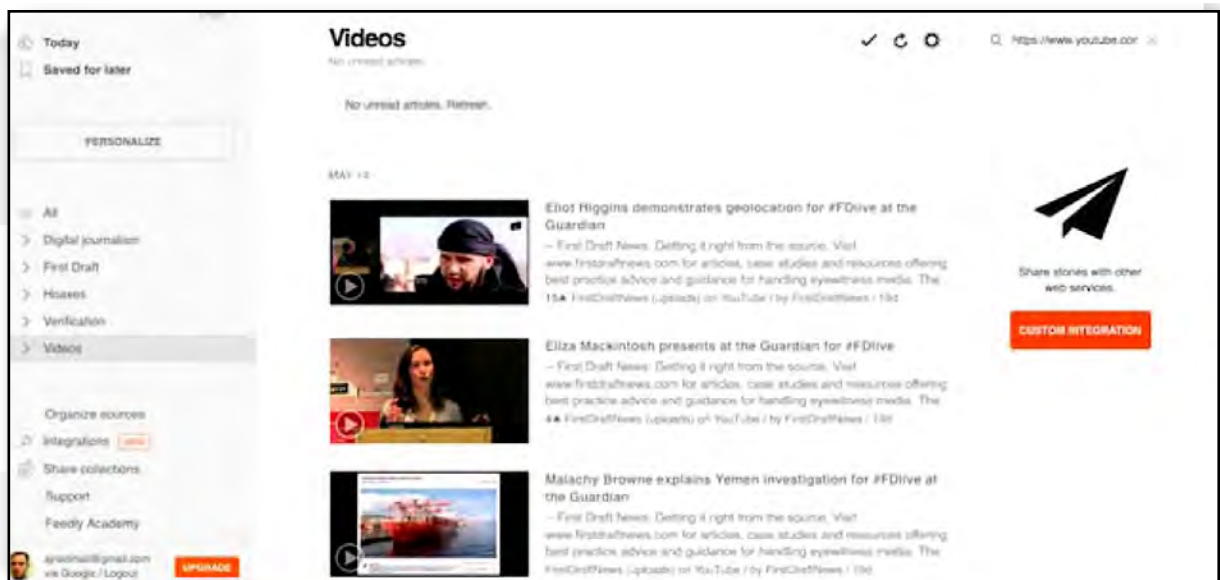 Today
Saved for later
PERSONALIZE
All
Digital journalism
First Draft
Hoaxes
Verification
Videos
Organize sources
Integrations
Share collections
Support
Feedly Academy
via Google / Logout
UPGRADE
Videos
No unread articles.
No unread articles. Refresh.
MAY
Eliot Higgins demonstrates geolocation for #FDlive at the
Guardian
– First Draft News: Getting it right from the source. Visit
www.firstdraftnews.com for articles, case studies and resources offering
best practice advice and guidance for handling eyewitness media. The
FirstDraftNews (uploads) on YouTube / by FirstDraftNews / 19d
Eliza Mackintosh presents at the Guardian for #FDlive
– First Draft News: Getting it right from the source. Visit
www.firstdraftnews.com for articles, case studies and resources offering
best practice advice and guidance for handling eyewitness media. The
FirstDraftNews (uploads) on YouTube / by FirstDraftNews / 19d
Malachy Browne explains Yemen investigation for #FDlive at
the Guardian
– First Draft News: Getting it right from the source. Visit
www.firstdraftnews.com for articles, case studies and resources offering
best practice advice and guidance for handling eyewitness media. The
FirstDraftNews (uploads) on YouTube / by FirstDraftNews / 19d
https://www.youtube.com
Share stories with other
web services.
CUSTOM INTEGRATION